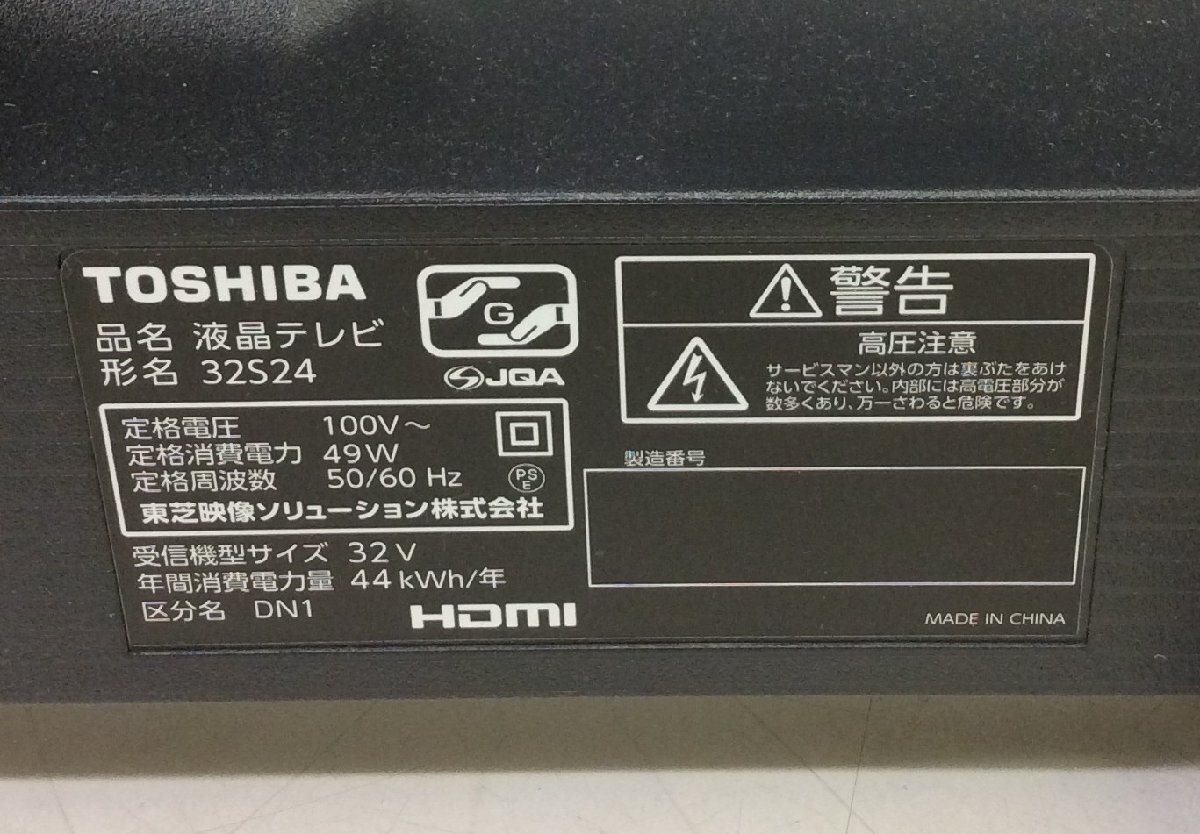 TOSHIBA
品名 液晶テレビ
形名 32S24
G
JQA
定格電圧 100V～
定格消費電力 49W
定格周波数 50/60 Hz
PS
E
東芝映像ソリューション株式会社
受信機型サイズ 32V
年間消費電力量 44kWh/年
区分名 DN1
HDMI
警告
高圧注意
サービスマン以外の方は裏ぶたをあけ
ないでください。内部には高電圧部分が
数多くあり、万一さわると危険です。
製造番号
MADE IN CHINA